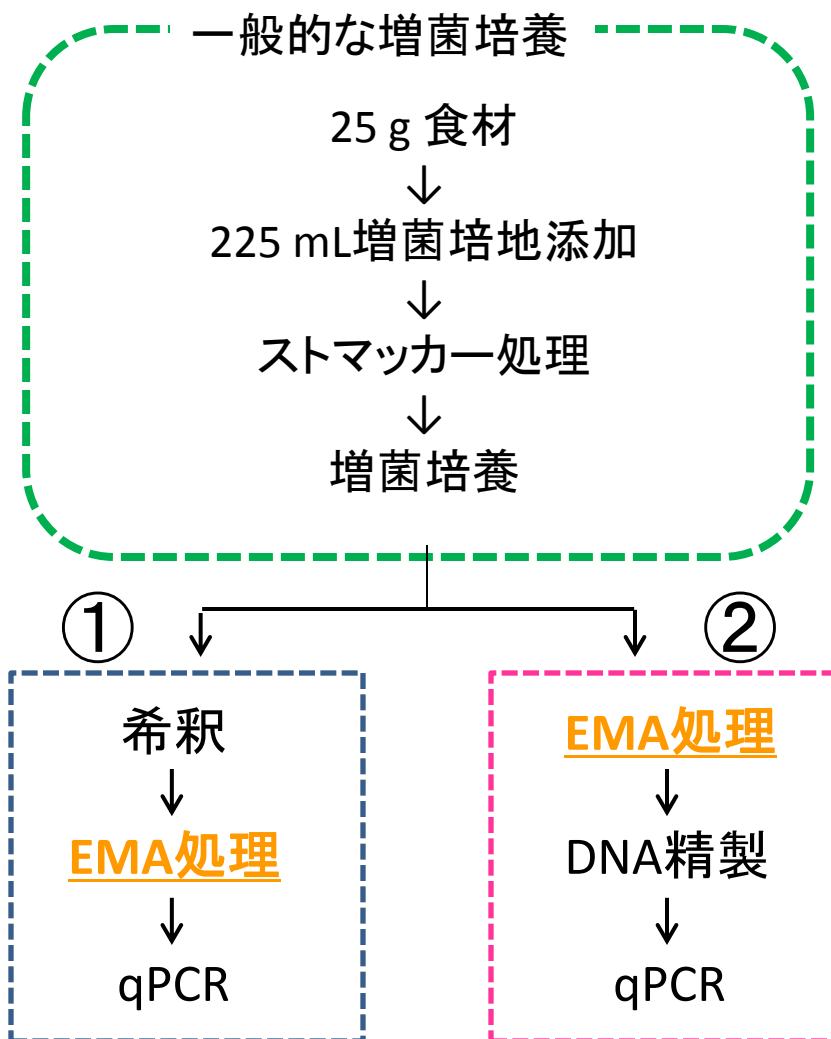 一般的な増菌培養
25 g 食材
↓
225 mL増菌培地添加
↓
ストマッカー処理
↓
増菌培養
①
希釈
↓
EMA処理
↓
qPCR
②
EMA処理
↓
DNA精製
↓
qPCR